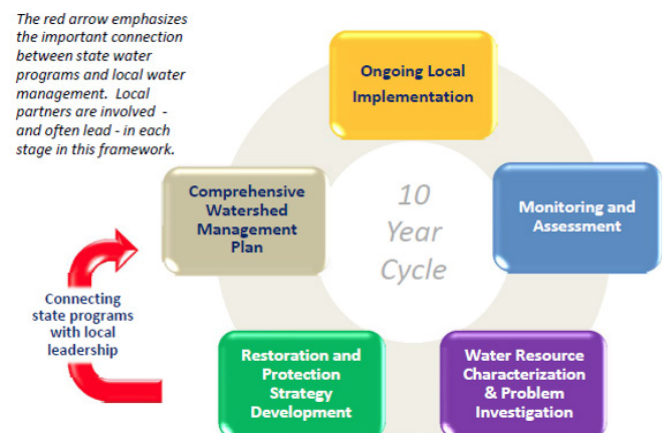 The red arrow emphasizes
the important connection
between state water
programs and local water
management.  Local
partners are involved  -
and often lead - in each
stage in this framework.
Ongoing Local
Implementation
Monitoring and
Assessment
Water Resource
Characterization
& Problem
Investigation
Restoration and
Protection
Strategy
Development
Comprehensive
Watershed
Management
Plan
Connecting
state programs
with local
leadership
10
Year
Cycle